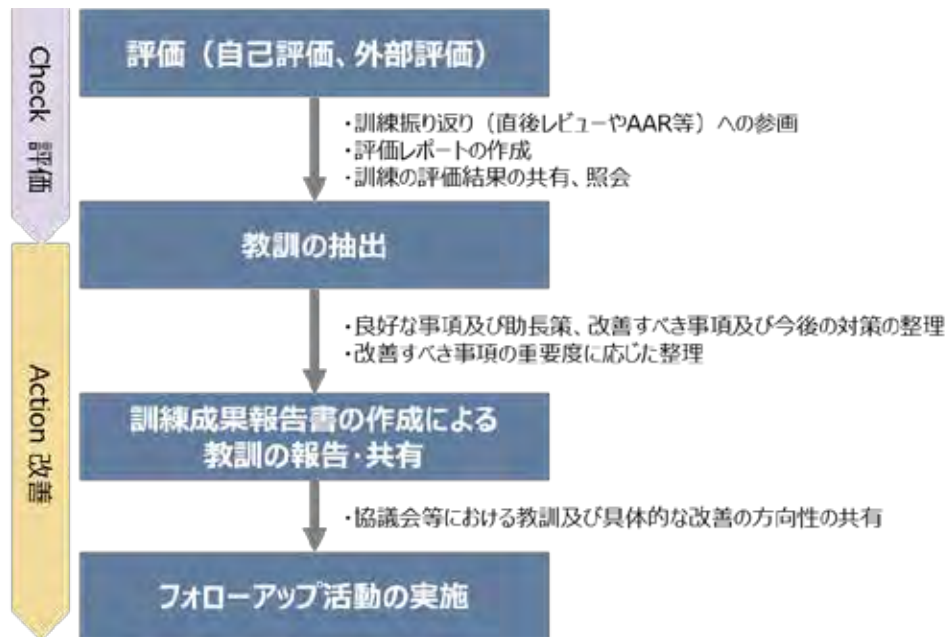 Check 評価
評価（自己評価、外部評価）
・訓練振り返り（直後レビューやAAR等）への参画
・評価レポートの作成
・訓練の評価結果の共有、照会
教訓の抽出
Action 改善
・良好な事項及び助長策、改善すべき事項及び今後の対策の整理
・改善すべき事項の重要度に応じた整理
訓練成果報告書の作成による
教訓の報告・共有
・協議会等における教訓及び具体的な改善の方向性の共有
フォローアップ活動の実施